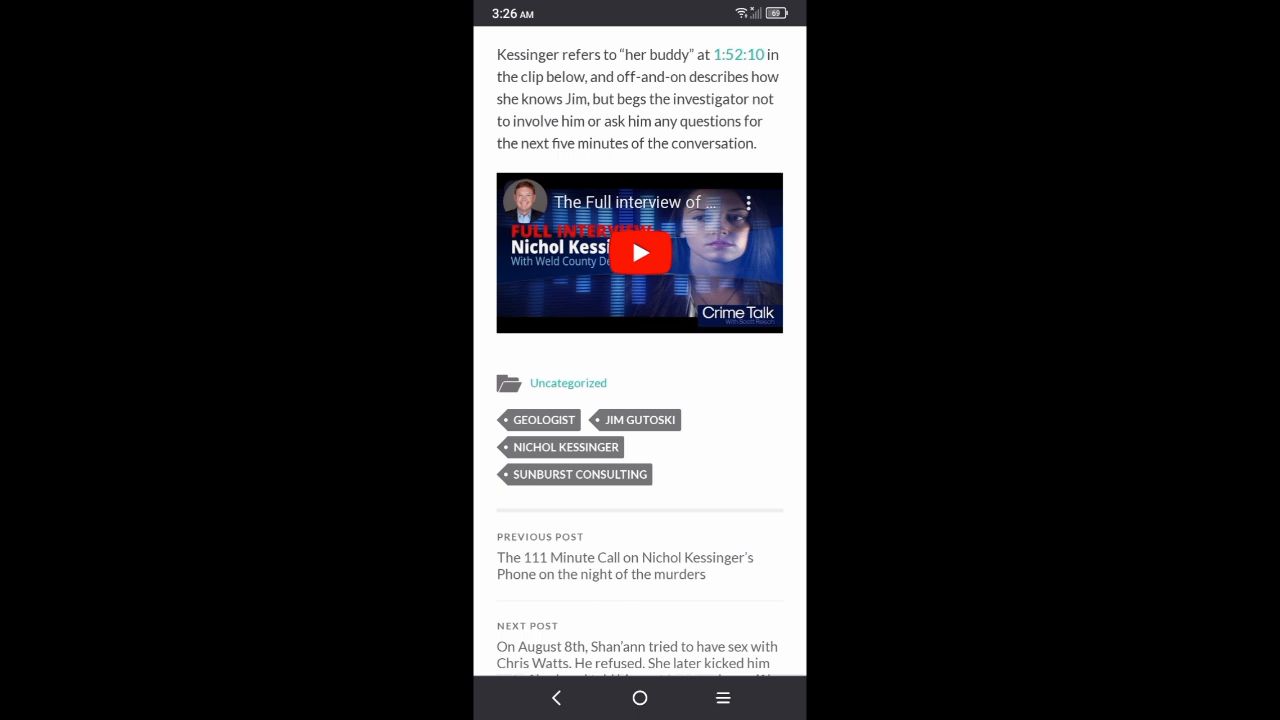 3:26 AM
69
Kessinger refers to “her buddy” at 1:52:10 in
the clip below, and off-and-on describes how
she knows Jim, but begs the investigator not
to involve him or ask him any questions for
the next five minutes of the conversation.
The Full interview of ...
FULL INTERVIEW
Nichol Kessi
With Weld County De
Crime Talk
With Scott Reisch
Uncategorized
GEOLOGIST
JIM GUTOSKI
NICHOL KESSINGER
SUNBURST CONSULTING
PREVIOUS POST
The 111 Minute Call on Nichol Kessinger’s
Phone on the night of the murders
NEXT POST
On August 8th, Shan’ann tried to have sex with
Chris Watts. He refused. She later kicked him